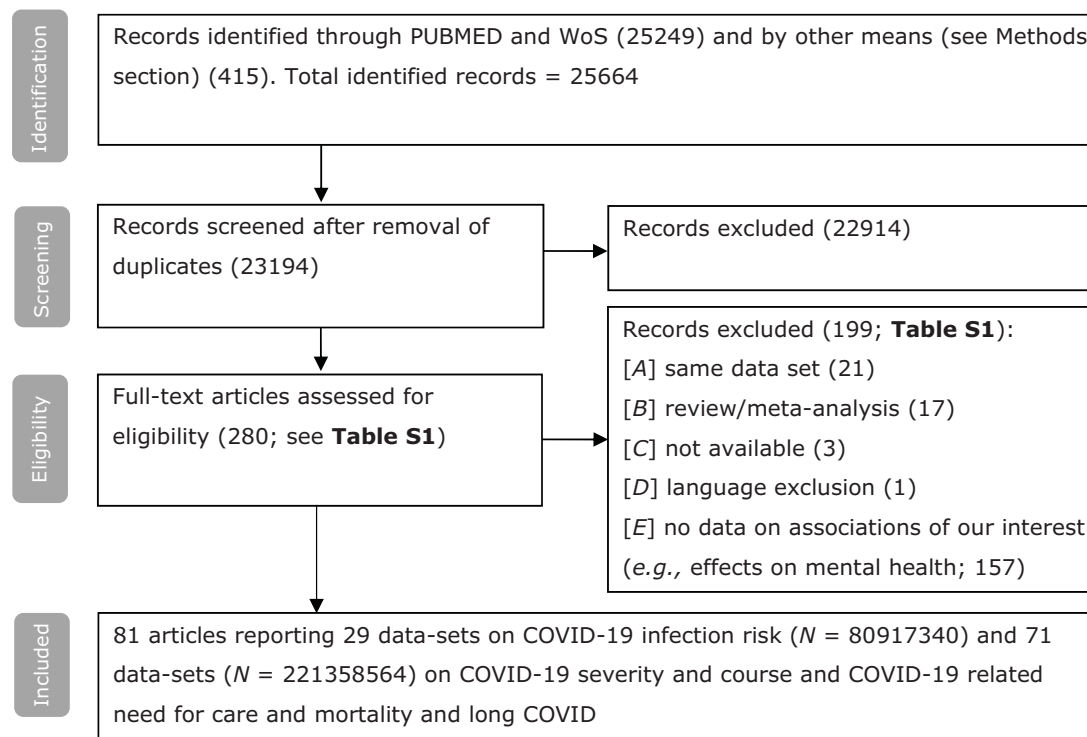 Identification
Records identified through PUBMED and WoS (25249) and by other means (see Methods
section) (415). Total identified records = 25664
Screening
Records screened after removal of
duplicates (23194)
Records excluded (22914)
Eligibility
Full-text articles assessed for
eligibility (280; see Table S1)
Records excluded (199; Table S1):
[A] same data set (21)
[B] review/meta-analysis (17)
[C] not available (3)
[D] language exclusion (1)
[E] no data on associations of our interest
(e.g., effects on mental health; 157)
Included
81 articles reporting 29 data-sets on COVID-19 infection risk (N = 80917340) and 71
data-sets (N = 221358564) on COVID-19 severity and course and COVID-19 related
need for care and mortality and long COVID